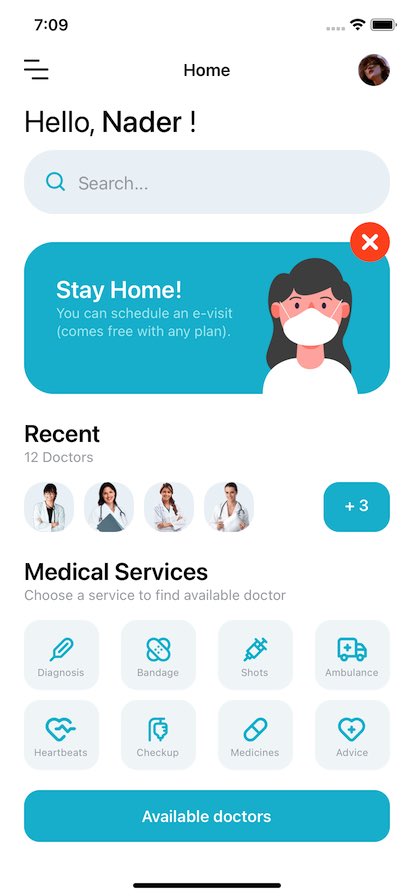 7:09
Home
Hello, Nader !
Search...
Stay Home!
You can schedule an e-visit
(comes free with any plan).
Recent
12 Doctors
+ 3
Medical Services
Choose a service to find available doctor
Diagnosis
Bandage
Shots
Ambulance
Heartbeats
Checkup
Medicines
Advice
Available doctors